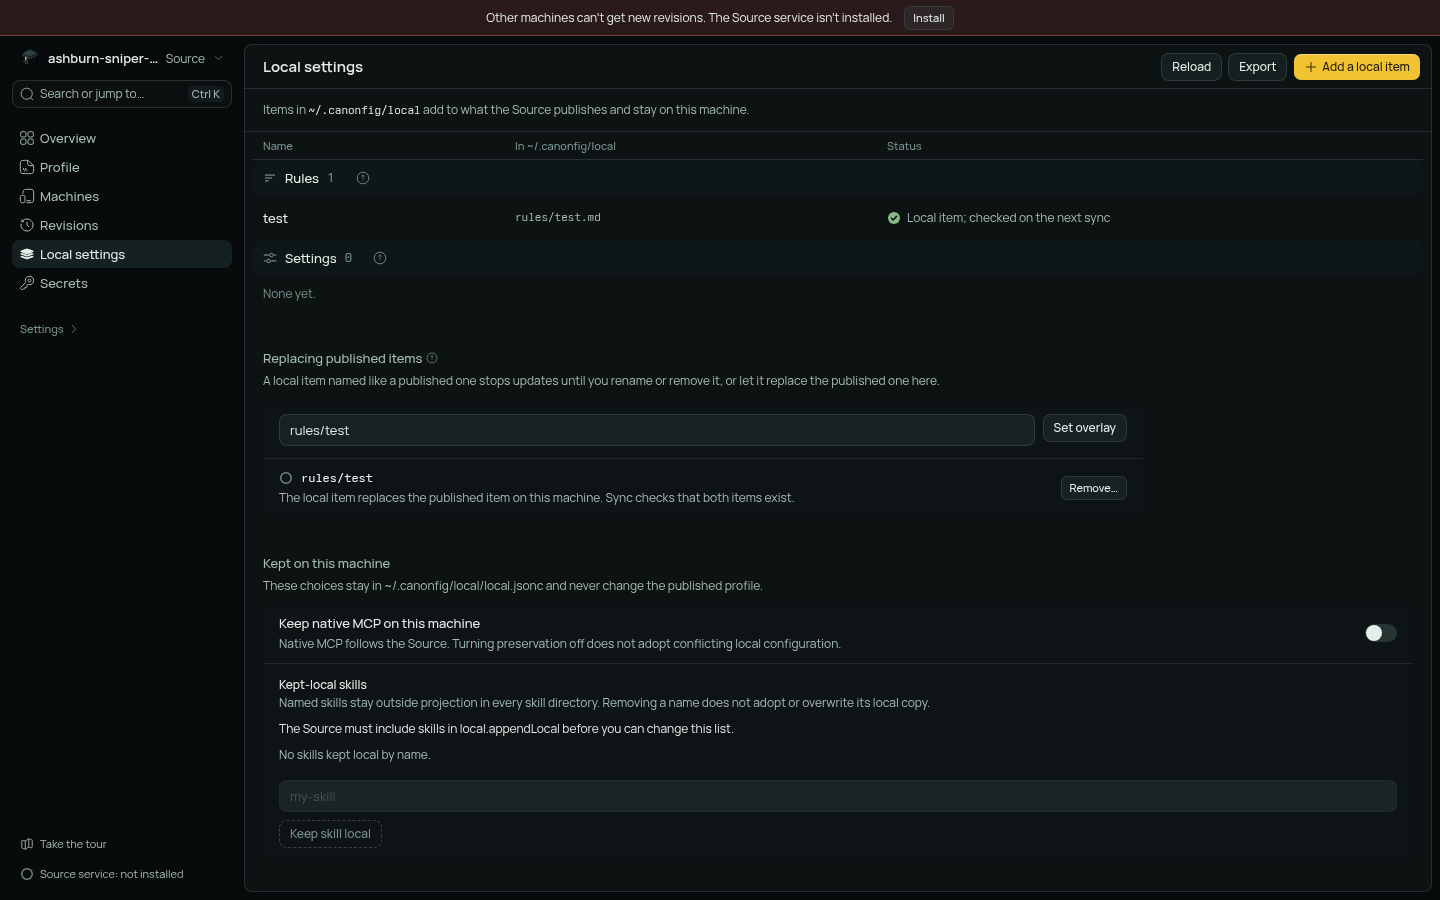 Other machines can't get new revisions. The Source service isn't installed.
Install
ashburn-sniper-… Source
Search or jump to… Ctrl K
Overview
Profile
Machines
Revisions
Local settings
Secrets
Settings
Take the tour
Source service: not installed
Local settings
Reload
Export
Add a local item
Items in ~/.canonfig/local add to what the Source publishes and stay on this machine.
Name In ~/.canonfig/local Status
Rules 1
test rules/test.md Local item; checked on the next sync
Settings 0
None yet.
Replacing published items
A local item named like a published one stops updates until you rename or remove it, or let it replace the published one here.
rules/test
Set overlay
rules/test
The local item replaces the published item on this machine. Sync checks that both items exist.
Remove…
Kept on this machine
These choices stay in ~/.canonfig/local/local.jsonc and never change the published profile.
Keep native MCP on this machine
Native MCP follows the Source. Turning preservation off does not adopt conflicting local configuration.
Kept-local skills
Named skills stay outside projection in every skill directory. Removing a name does not adopt or overwrite its local copy.
The Source must include skills in local.appendLocal before you can change this list.
No skills kept local by name.
my-skill
Keep skill local